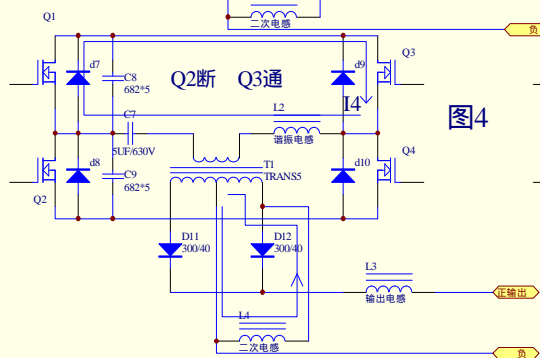 Q1
二次电感
负
d7
d9
Q3
C8
682*5
Q2断 Q3通
I4
图4
C7
L2
5UF/630V
谐振电感
T1
TRANS5
d8
C9
682*5
d10
Q4
Q2
D11
300/40
D12
300/40
L3
输出电感
正输出
L4
二次电感
负